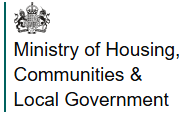 Ministry of Housing,
Communities &
Local Government